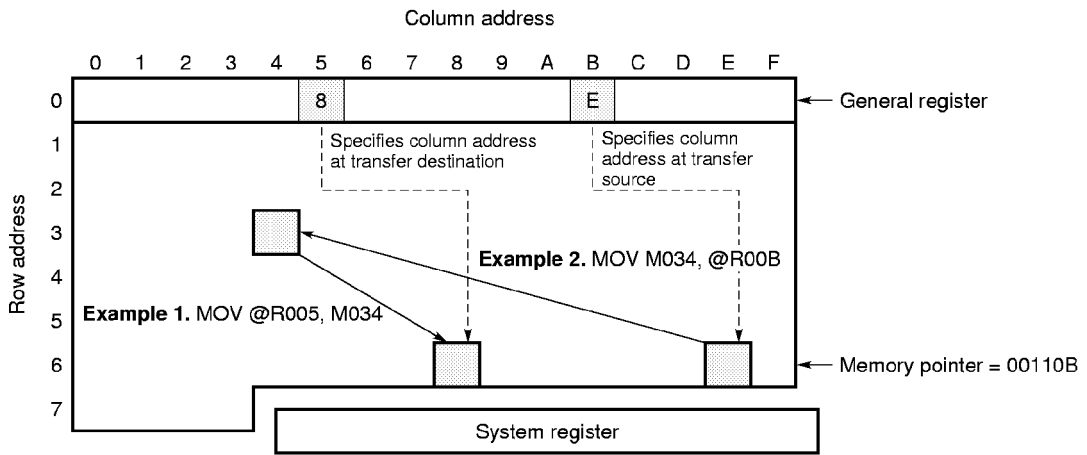 Column address
0 1 2 3 4 5 6 7 8 9 A B C D E F
Row address
0
8
E
General register
1
Specifies column address
at transfer destination
Specifies column
address at transfer
source
2
3
Example 2. MOV M034, @R00B
4
Example 1. MOV @R005, M034
5
6
Memory pointer = 00110B
7
System register